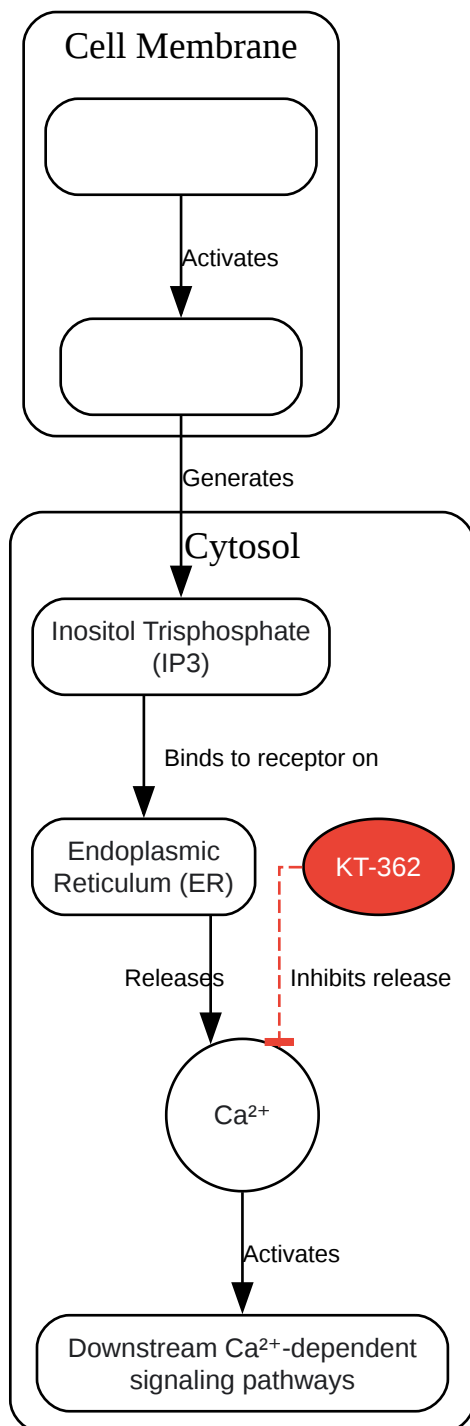 Cell Membrane
Activates
Generates
Cytosol
Inositol Trisphosphate
(IP3)
Binds to receptor on
Endoplasmic
Reticulum (ER)
KT-362
Releases
Inhibits release
Ca²⁺
Activates
Downstream Ca²⁺-dependent
signaling pathways